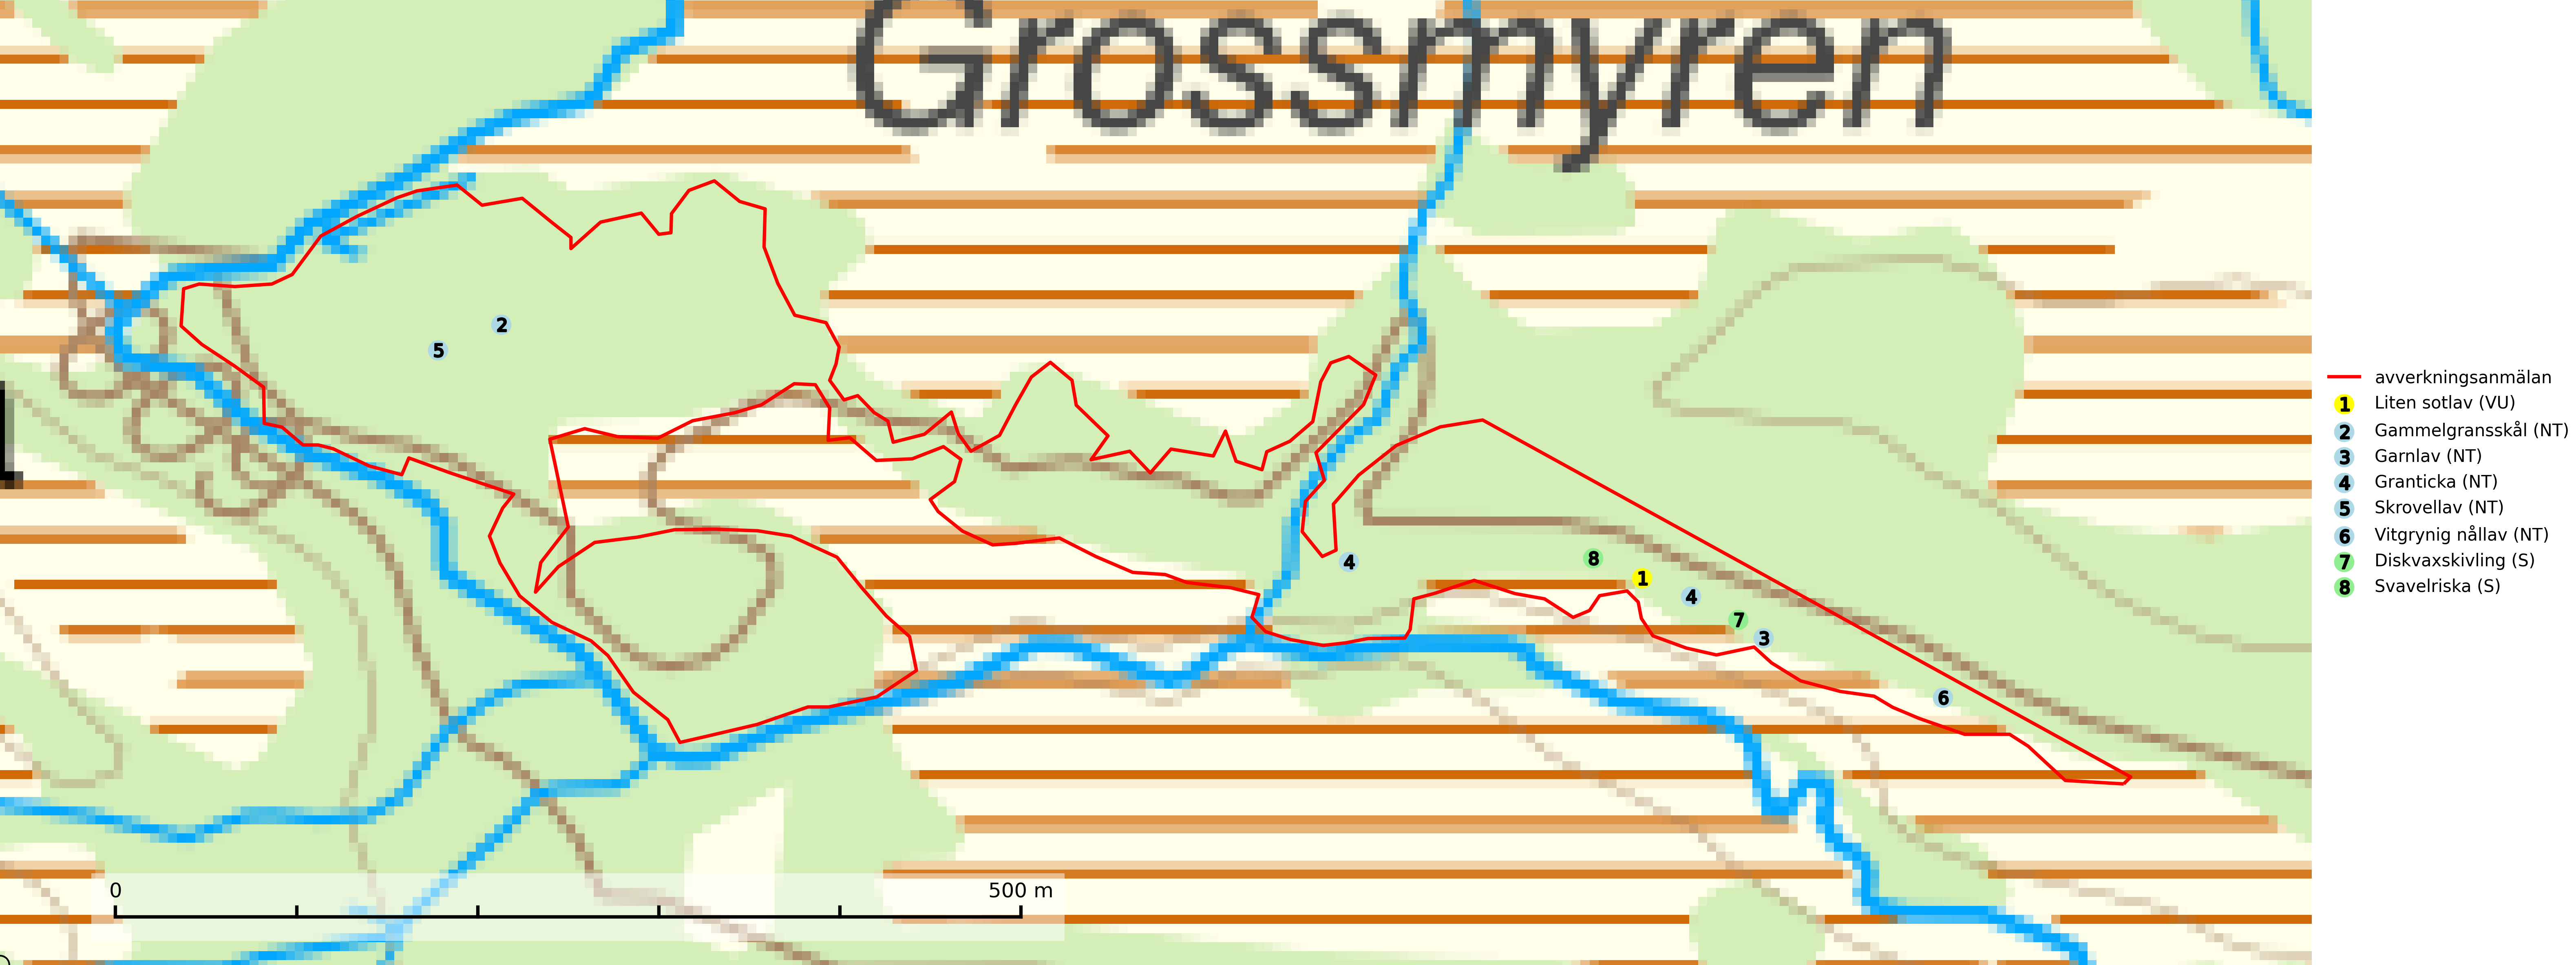 Grossmyren
2
5
4
8
1
4
7
3
6
0 500 m
avverkningsanmälan
1 Liten sotlav (VU)
2 Gammelgransskål (NT)
3 Garnlav (NT)
4 Granticka (NT)
5 Skrovellav (NT)
6 Vitgrynig nållav (NT)
7 Diskvaxskivling (S)
8 Svavelriska (S)